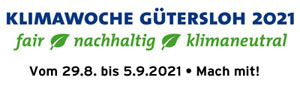 KLIMAWOCHE GÜTERSLOH 2021
fair nachhaltig klimaneutral
Vom 29.8. bis 5.9.2021 • Mach mit!